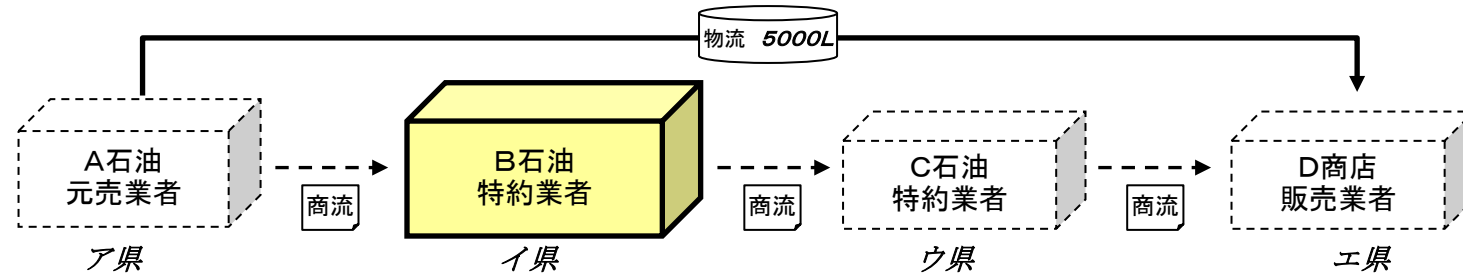 物流 5000L
A石油
元売業者
商流
B石油
特約業者
商流
C石油
特約業者
商流
D商店
販売業者
ア県
イ県
ウ県
エ県